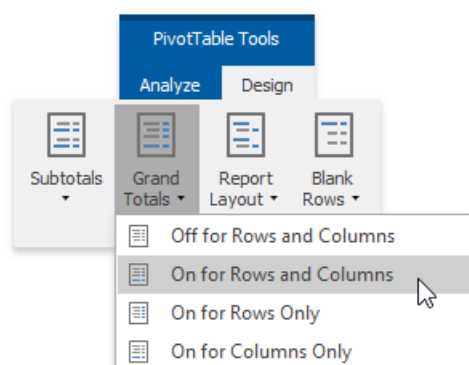 PivotTable Tools
Analyze Design
Subtotals
Grand
Totals
Report
Layout
Blank
Rows
Off for Rows and Columns
On for Rows and Columns
On for Rows Only
On for Columns Only